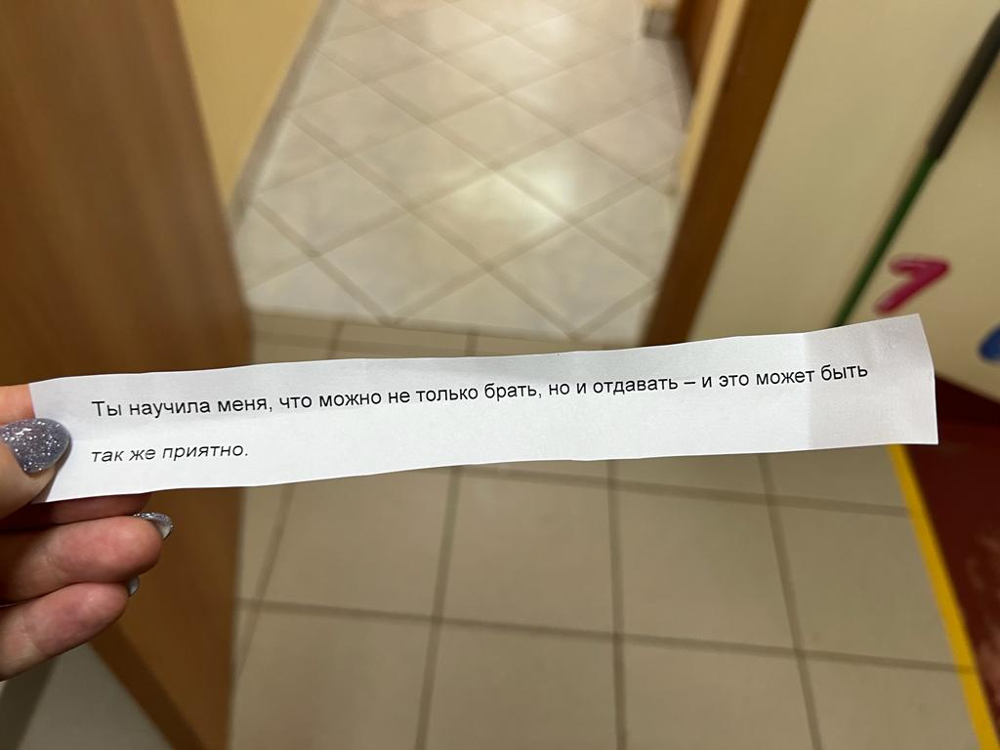 Ты научила меня, что можно не только брать, но и отдавать – и это может быть
так же приятно.